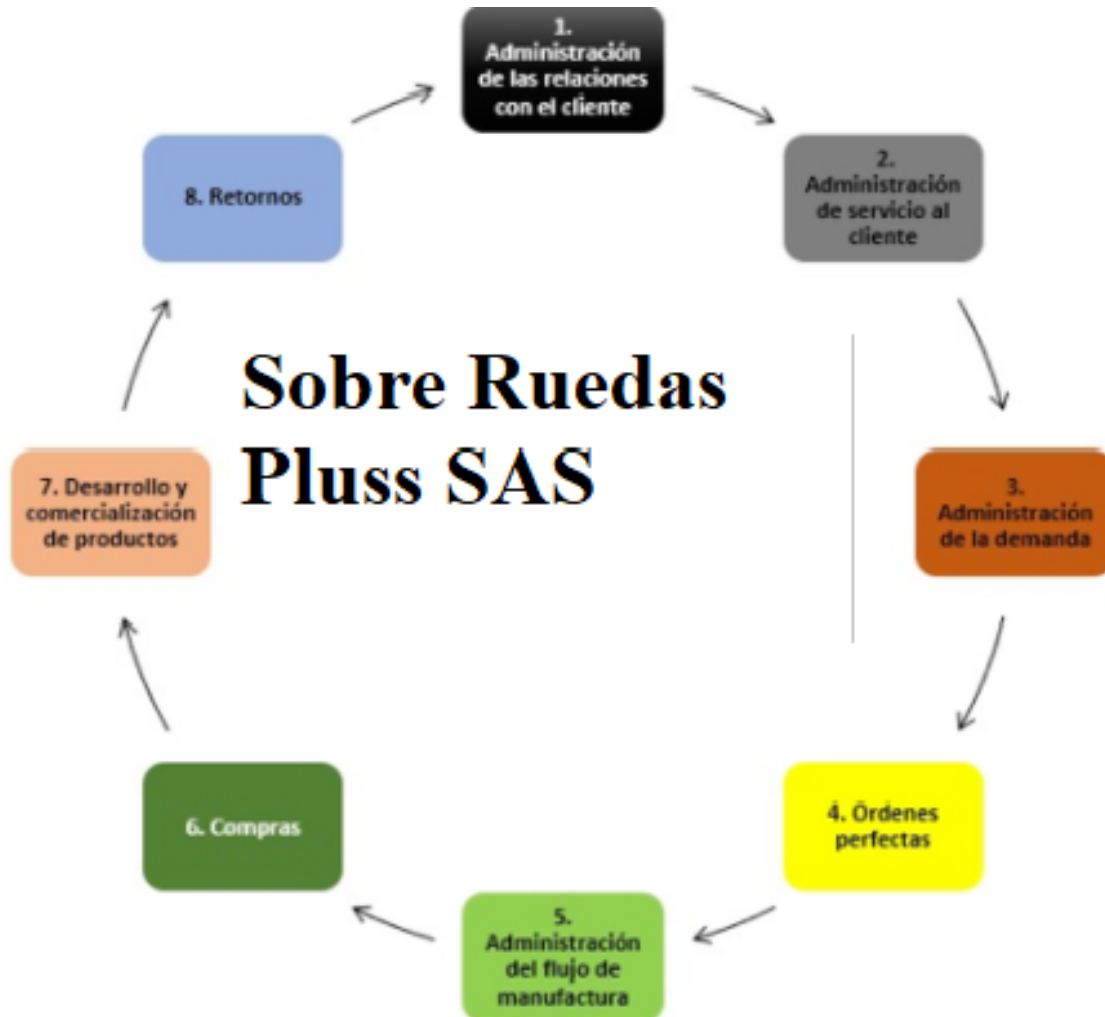 1.
Administración
de las relaciones
con el cliente
2.
Administración
de servicio al
cliente
3.
Administración
de la demanda
4. Órdenes
perfectas
5.
Administración
del flujo de
manufactura
6. Compras
7. Desarrollo y
comercialización
de productos
8. Retornos
Sobre Ruedas
Pluss SAS